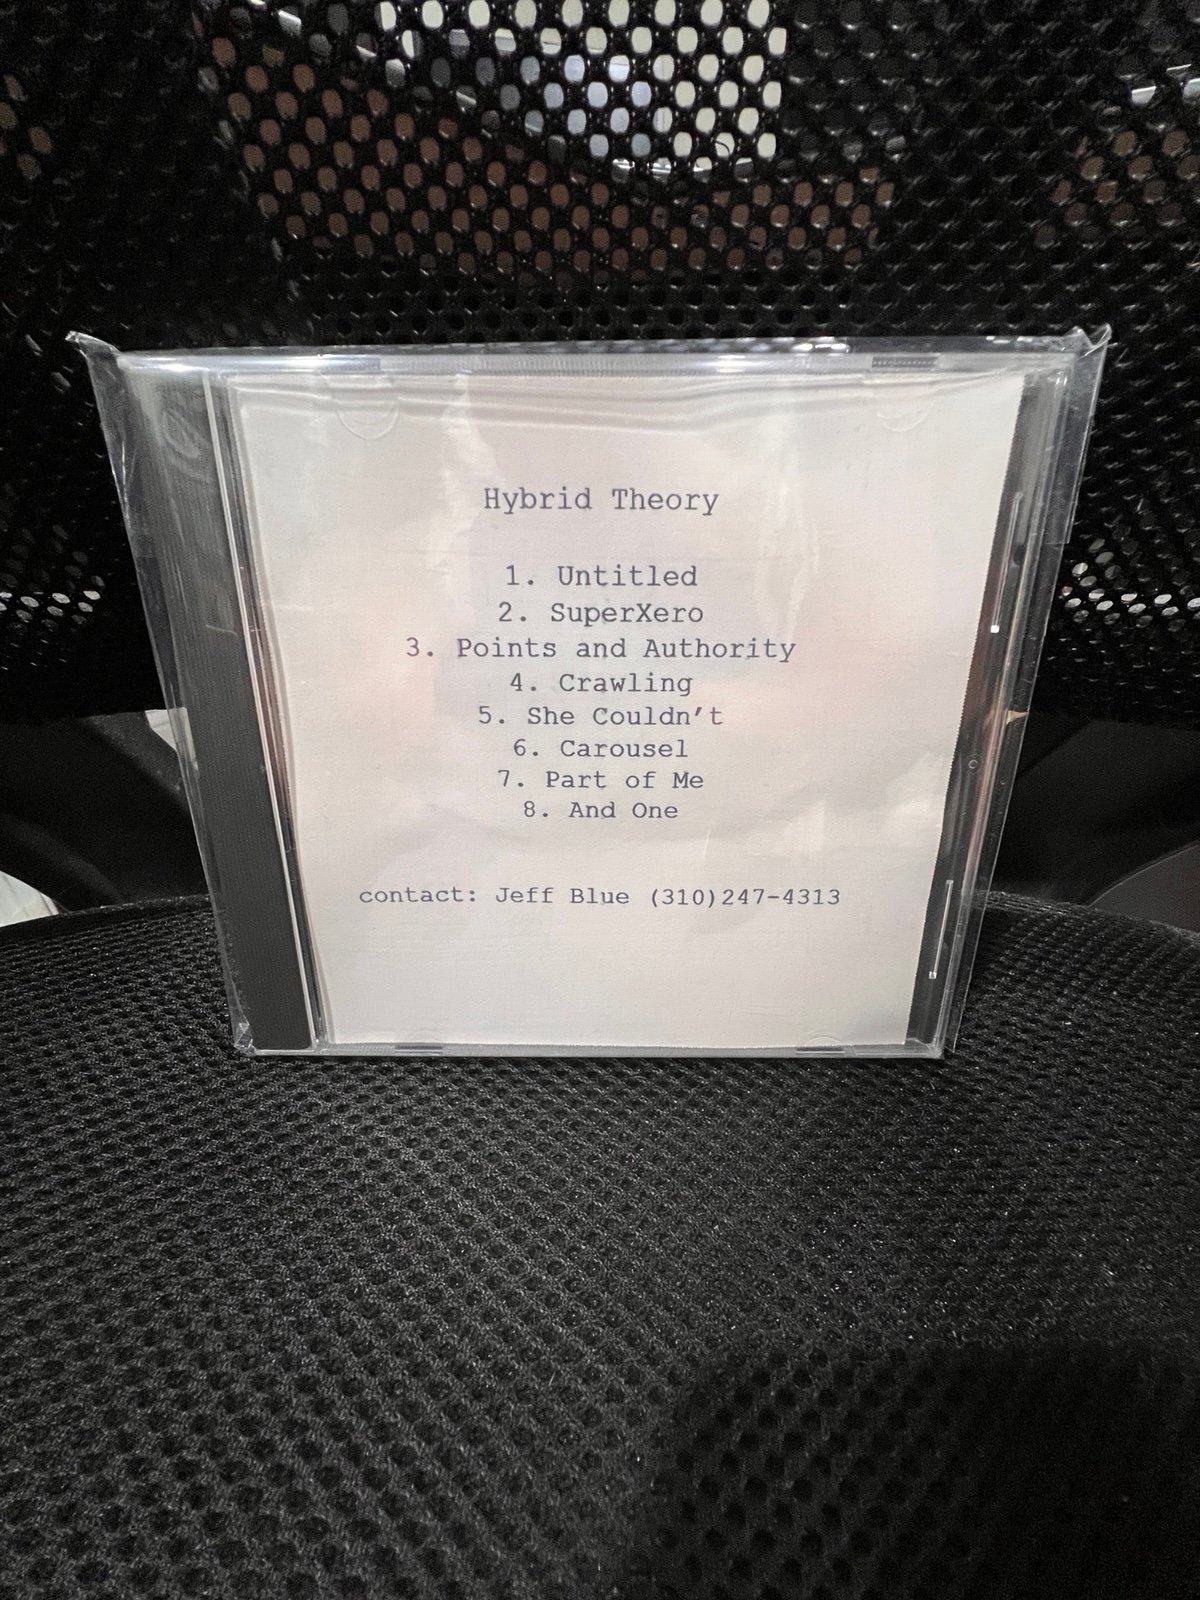 Hybrid Theory
1. Untitled
2. SuperXero
3. Points and Authority
4. Crawling
5. She Couldn't
6. Carousel
7. Part of Me
8. And One
contact: Jeff Blue (310)247-4313